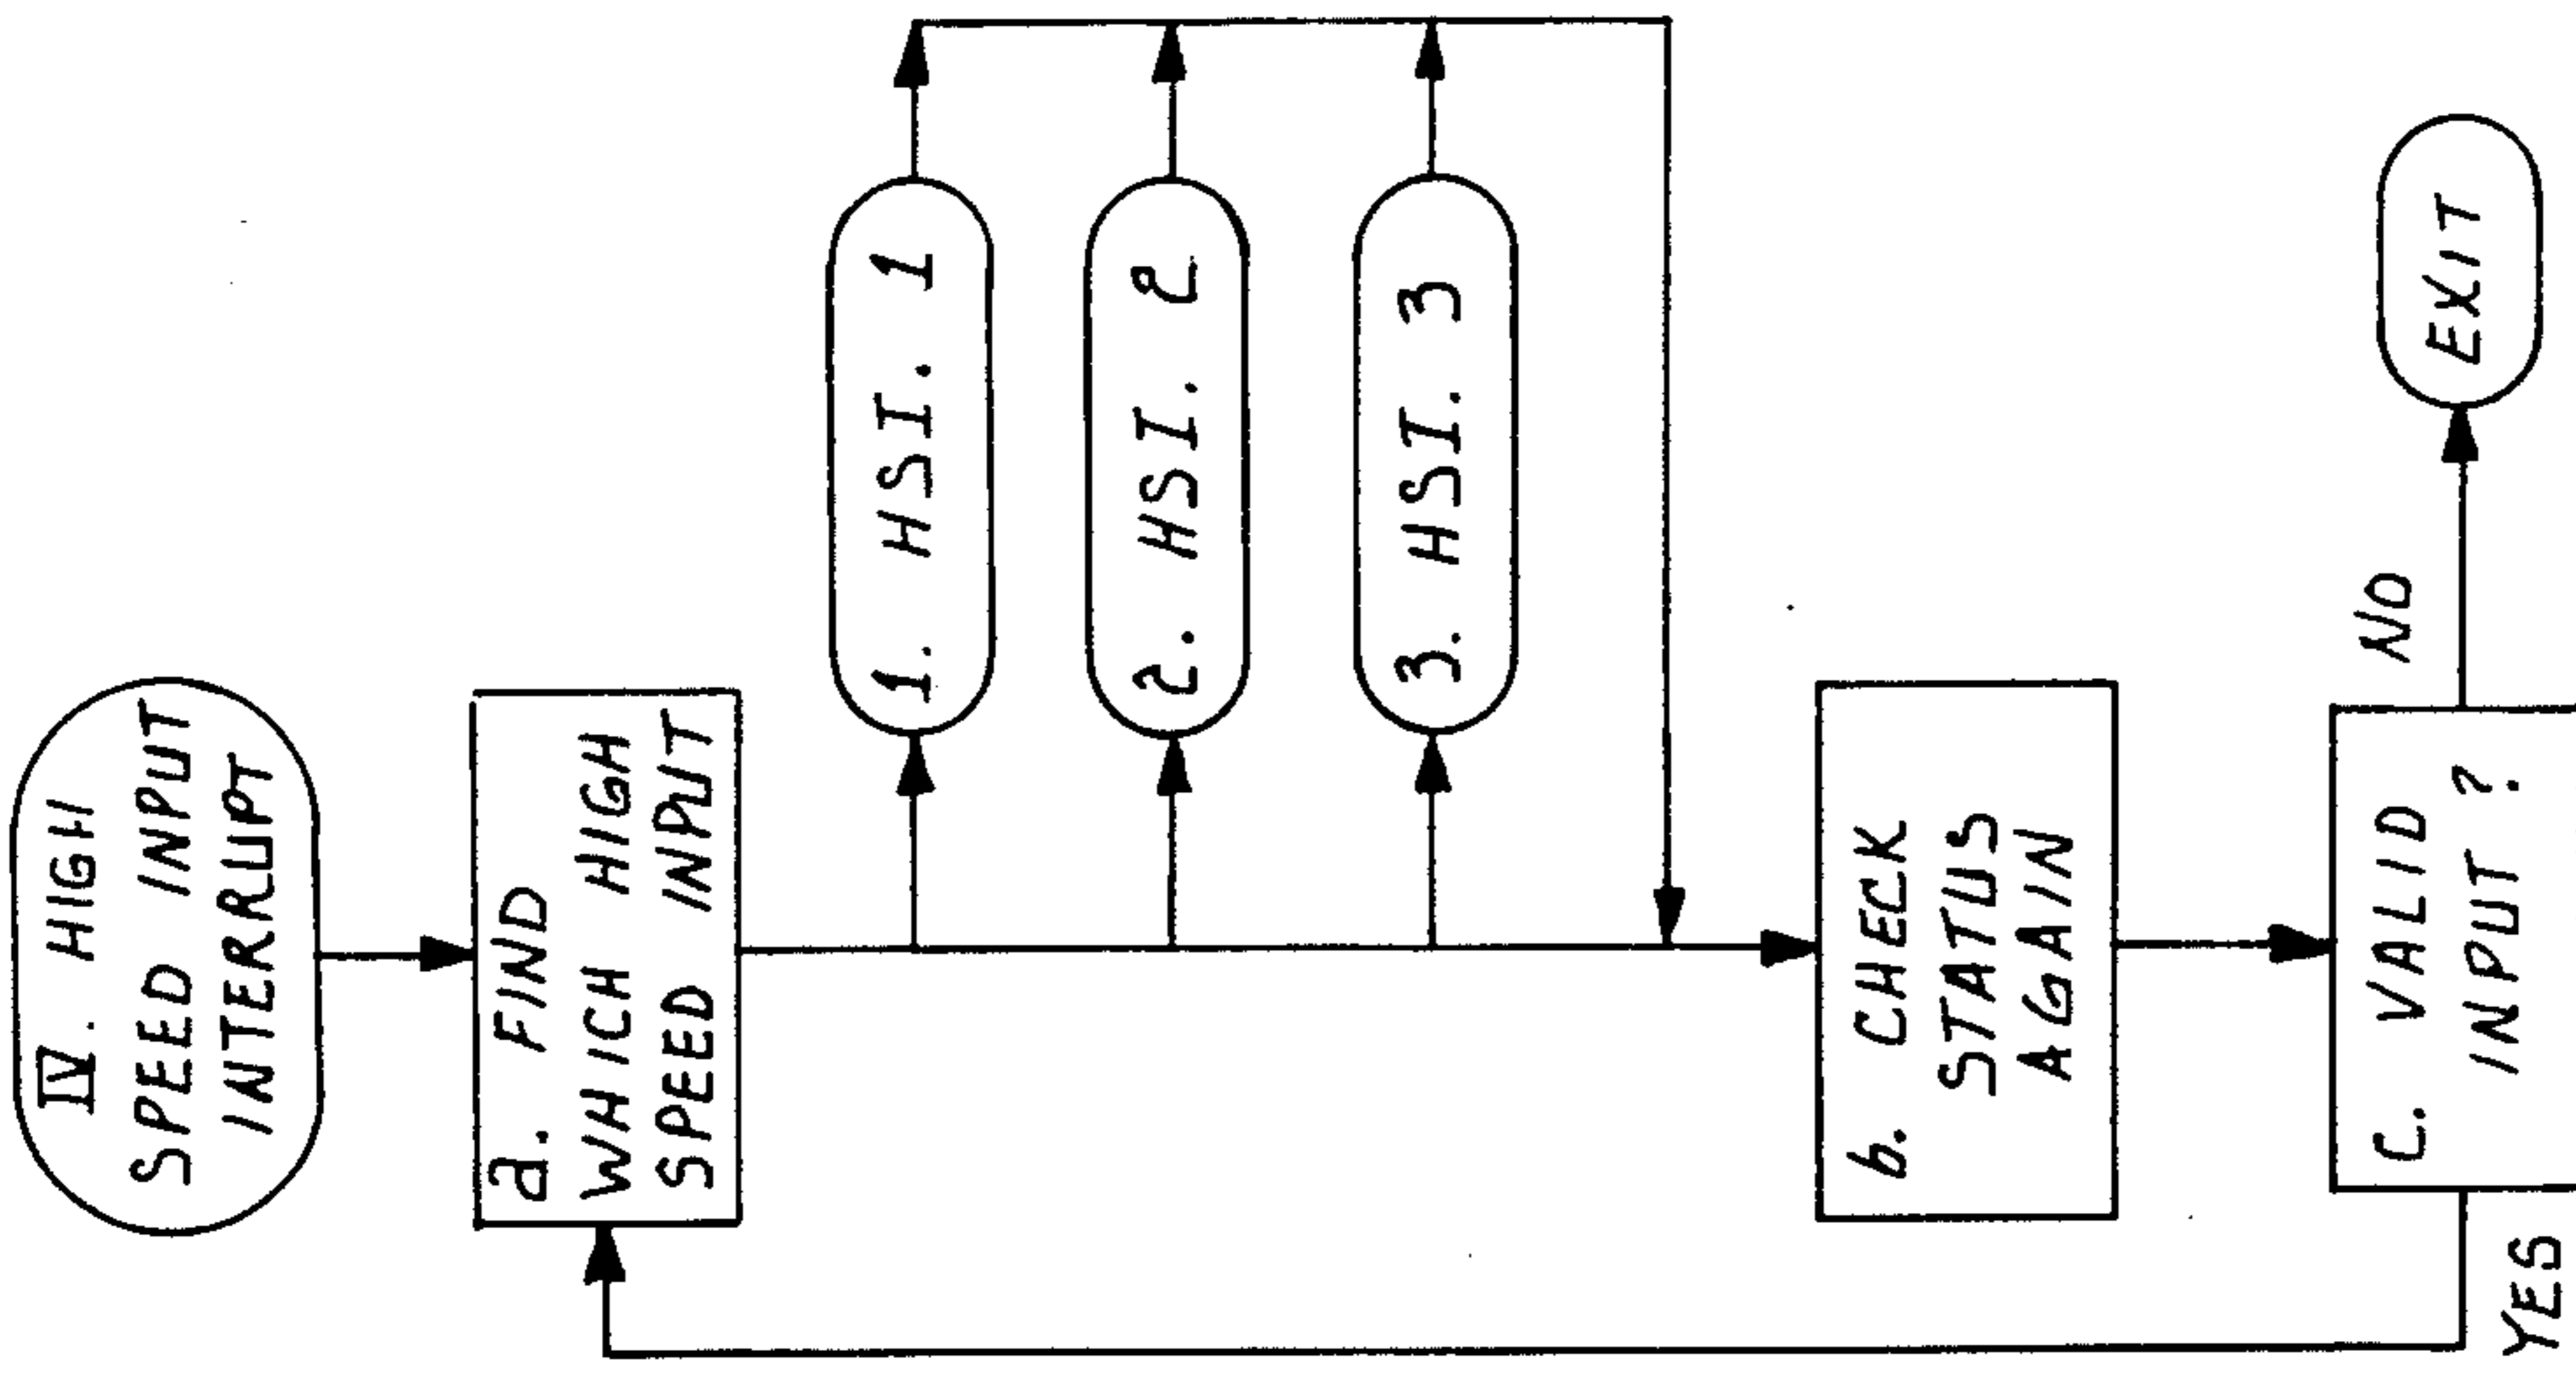 IV. HIGH
SPEED INPUT
INTERRUPT
a. FIND
WHICH HIGH
SPEED INPUT
1. HSI. 1
2. HSI. 2
3. HSI. 3
b. CHECK
STATUS
AGAIN
C. VALID
INPUT ?
NO
EXIT
YES